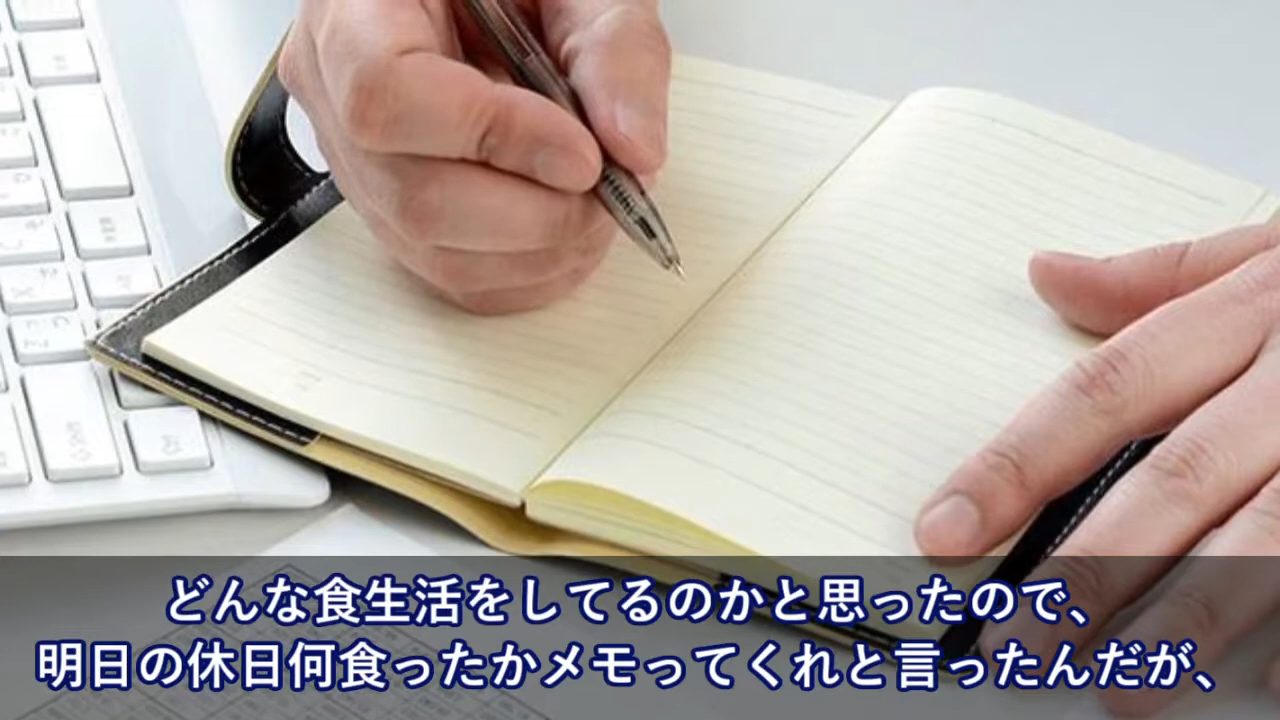 どんな食生活をしてるのかと思ったので、
明日の休日何食ったかメモってくれと言ったんだが、